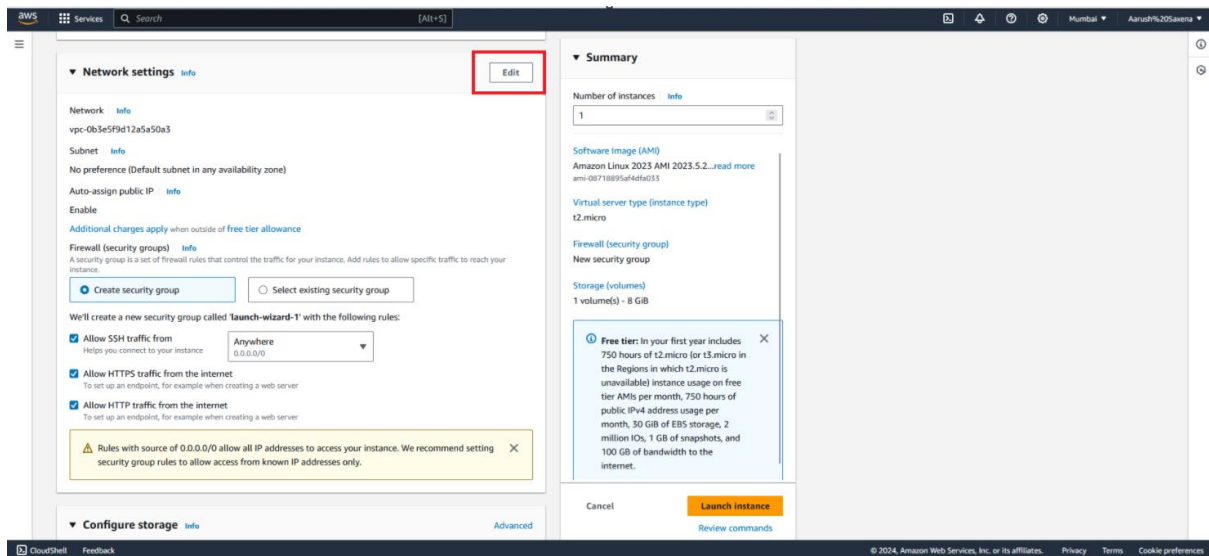 aws
Services
Search
[Alt+S]
Mumbai ▼
Aarush%20Saxena ▼
▼ Network settings Info
Edit
Network Info
vpc-0b3e5f9d12a5a50a3
Subnet Info
No preference (Default subnet in any availability zone)
Auto-assign public IP Info
Enable
Additional charges apply when outside of free tier allowance
Firewall (security groups) Info
A security group is a set of firewall rules that control the traffic for your instance. Add rules to allow specific traffic to reach your
instance.
Create security group
Select existing security group
We'll create a new security group called 'launch-wizard-1' with the following rules:
Allow SSH traffic from
Helps you connect to your instance
Anywhere
0.0.0.0/0
Allow HTTPS traffic from the internet
To set up an endpoint, for example when creating a web server
Allow HTTP traffic from the internet
To set up an endpoint, for example when creating a web server
Rules with source of 0.0.0.0/0 allow all IP addresses to access your instance. We recommend setting
security group rules to allow access from known IP addresses only.
▼ Configure storage Info
Advanced
▼ Summary
Number of instances Info
1
Software Image (AMI)
Amazon Linux 2023 AMI 2023.5.2...read more
ami-08718895af4dfa033
Virtual server type (instance type)
t2.micro
Firewall (security group)
New security group
Storage (volumes)
1 volume(s) - 8 GiB
Free tier: In your first year includes
750 hours of t2.micro (or t3.micro in
the Regions in which t2.micro is
unavailable) instance usage on free
tier AMIs per month, 750 hours of
public IPv4 address usage per
month, 30 GiB of EBS storage, 2
million IOs, 1 GB of snapshots, and
100 GB of bandwidth to the
internet.
Cancel
Launch instance
Review commands
CloudShell
Feedback
© 2024, Amazon Web Services, Inc. or its affiliates.
Privacy
Terms
Cookie preferences